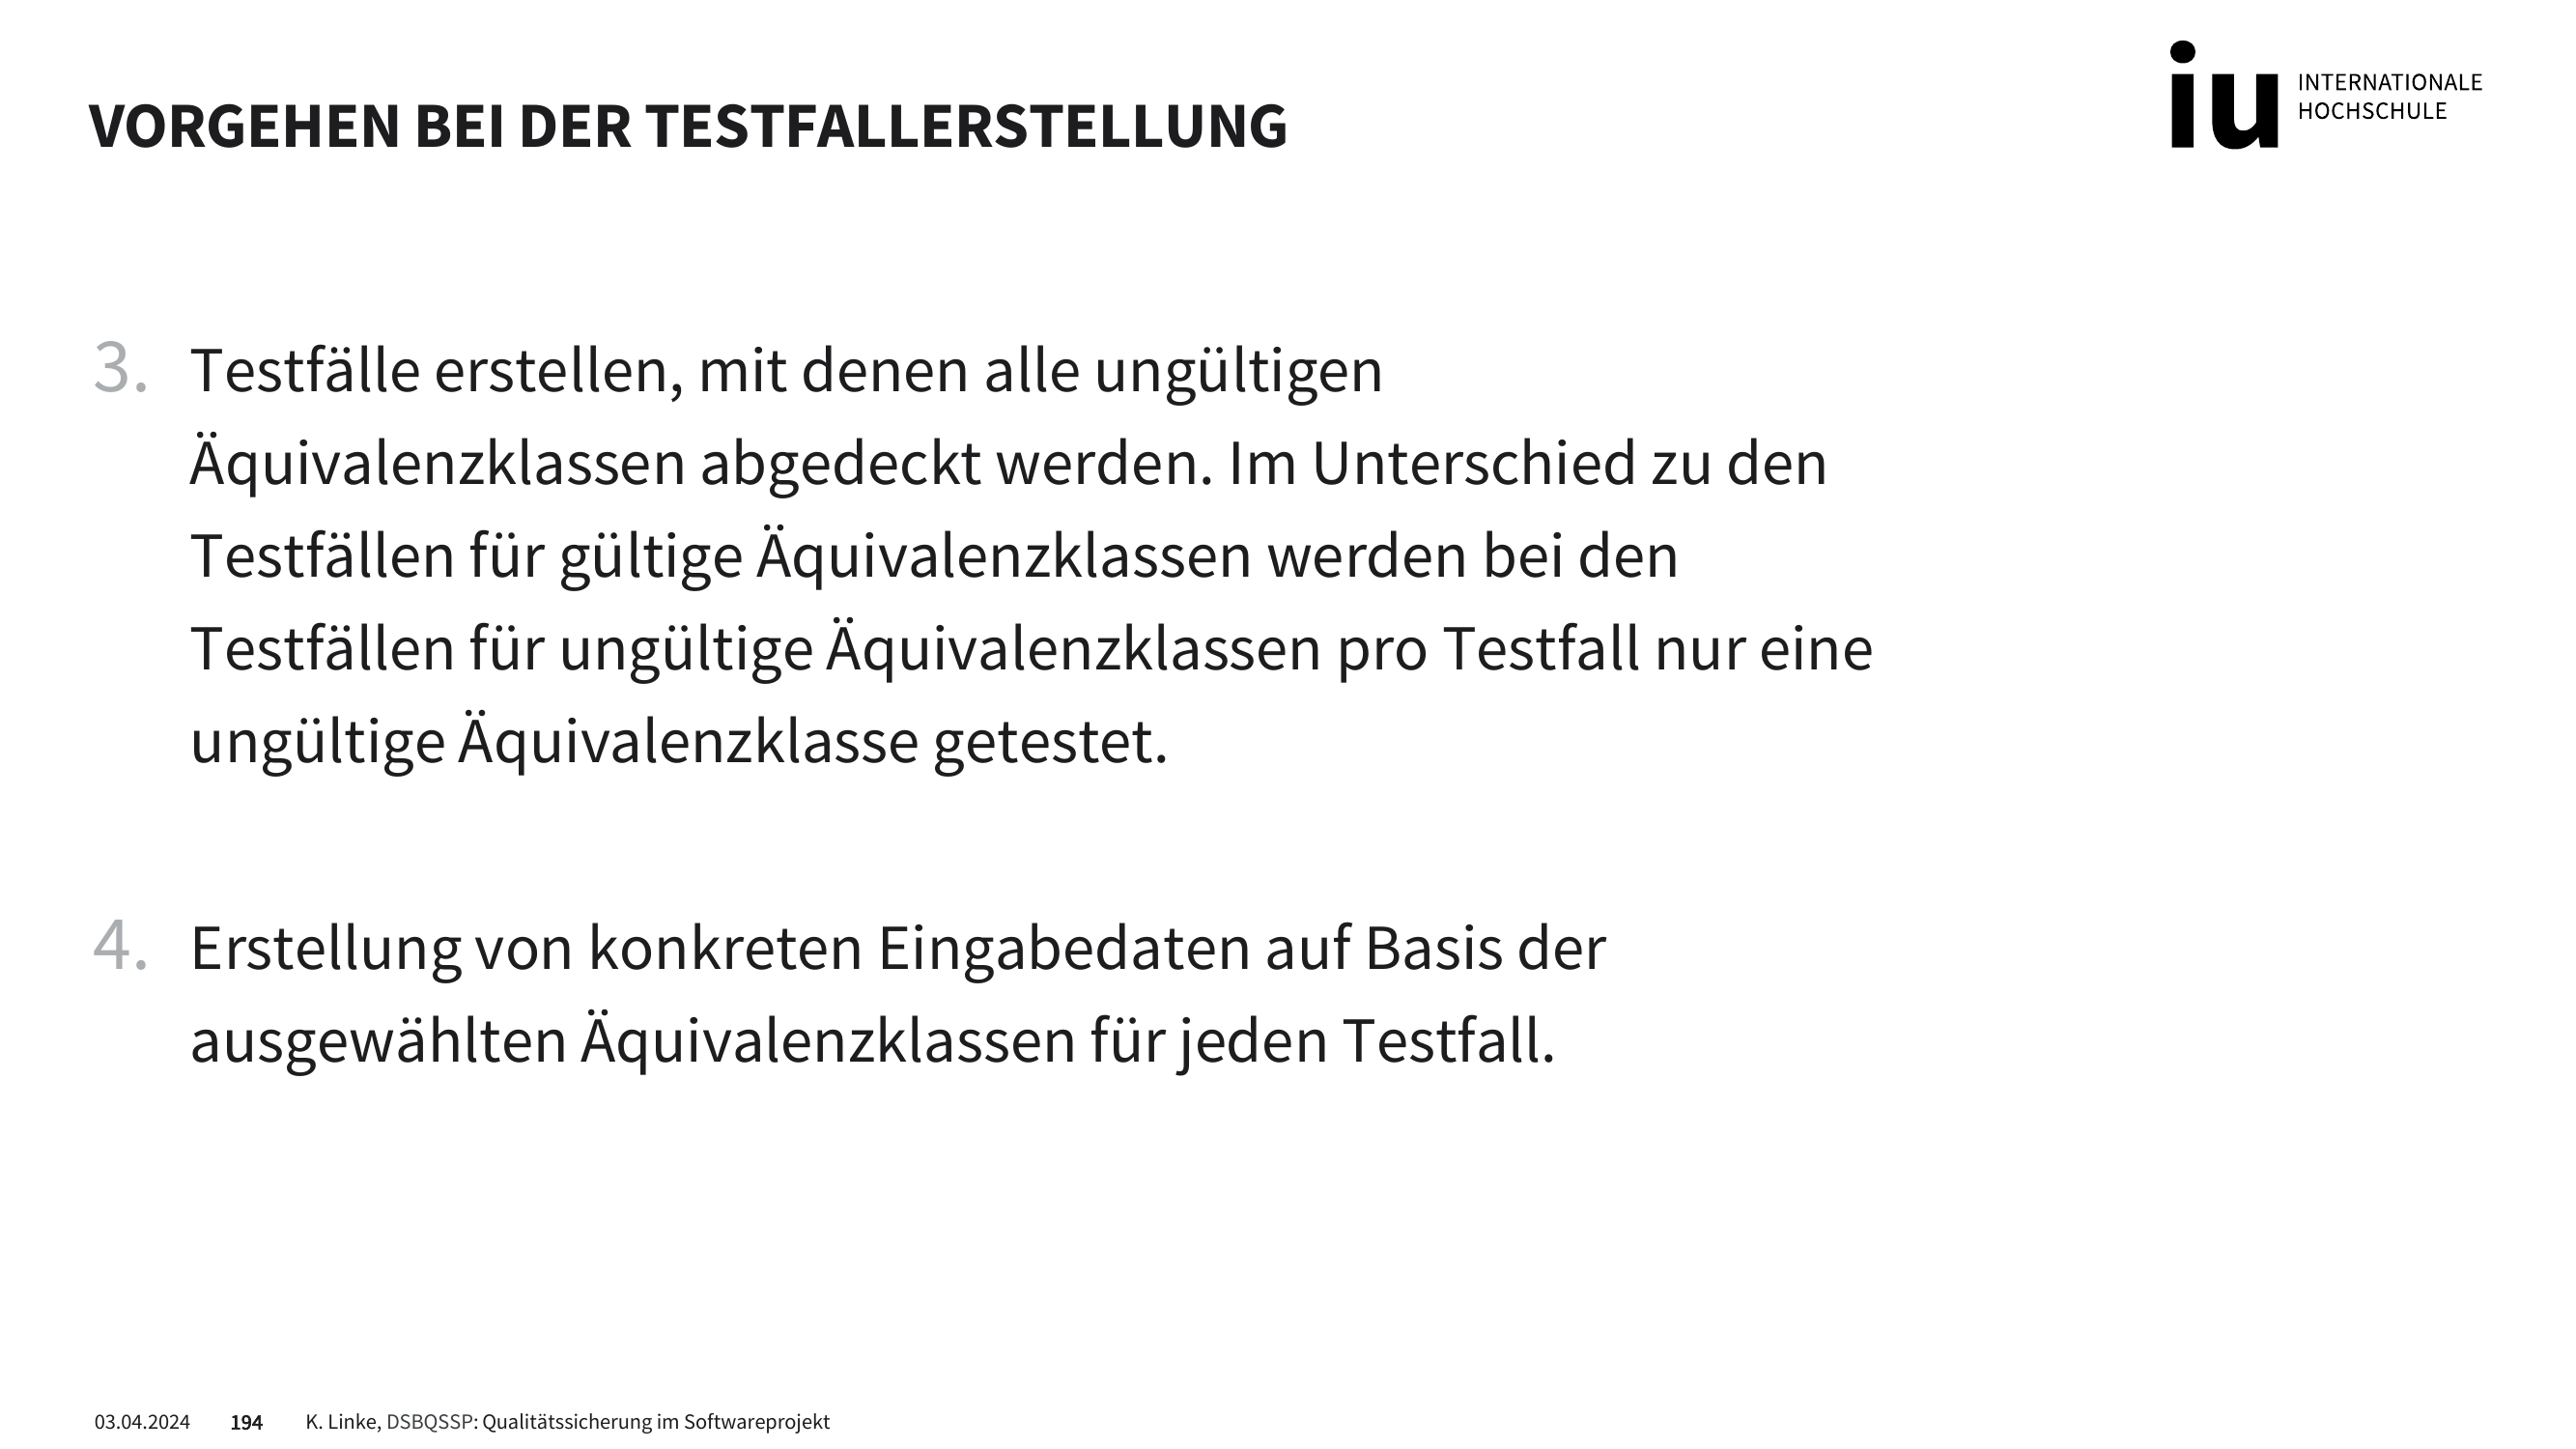 VORGEHEN BEI DER TESTFALLERSTELLUNG
iu INTERNATIONALE
HOCHSCHULE
3. Testfälle erstellen, mit denen alle ungültigen
Äquivalenzklassen abgedeckt werden. Im Unterschied zu den
Testfällen für gültige Äquivalenzklassen werden bei den
Testfällen für ungültige Äquivalenzklassen pro Testfall nur eine
ungültige Äquivalenzklasse getestet.
4. Erstellung von konkreten Eingabedaten auf Basis der
ausgewählten Äquivalenzklassen für jeden Testfall.
03.04.2024 194 K. Linke, DSBQSSP: Qualitätssicherung im Softwareprojekt